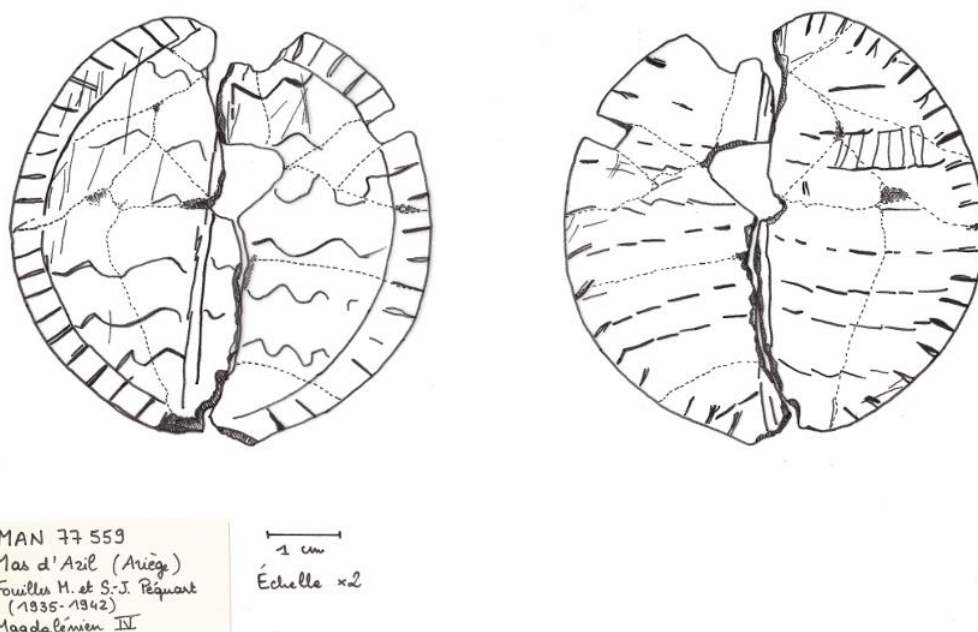 MAN 77 559
Mas d'Azil (Ariège)
Fouilles M. et S.-J. Péquart
(1935-1942)
Magdalénien IV
1 cm
Échelle ×2